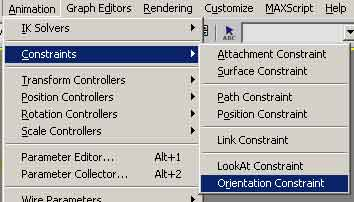 Animation Graph Editors Rendering Customize MAXScript Help
IK Solvers
ABC
Constraints
Attachment Constraint
Surface Constraint
Transform Controllers
Path Constraint
Position Controllers
Position Constraint
Rotation Controllers
Link Constraint
Scale Controllers
Parameter Editor... Alt+1
LookAt Constraint
Parameter Collector... Alt+2
Orientation Constraint
Wire Parameters